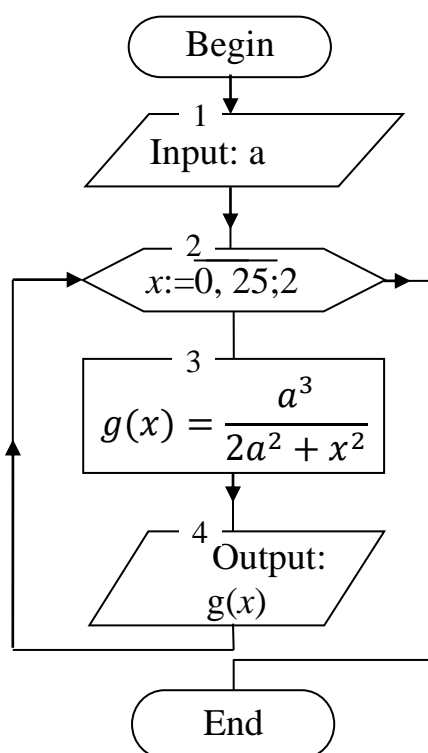 Begin
1
Input: a
2
x:=0, 25;2
3
g(x) = a³ / 2a² + x²
4
Output:
g(x)
End